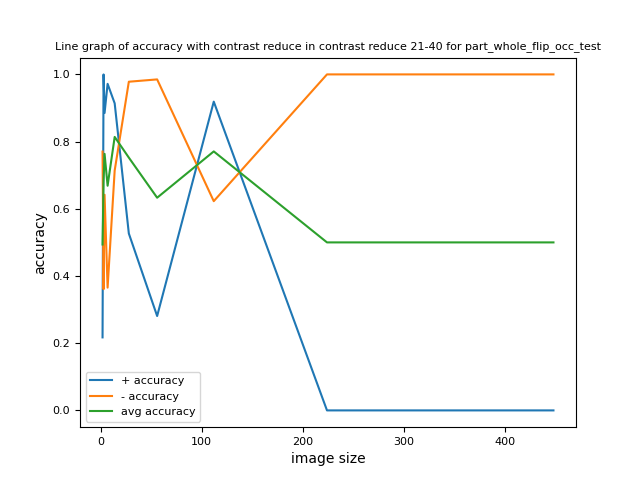 Line graph of accuracy with contrast reduce in contrast reduce 21-40 for part_whole_flip_occ_test
1.0
0.8
0.6
0.4
0.2
0.0
accuracy
+ accuracy
- accuracy
avg accuracy
0 100 200 300 400
image size